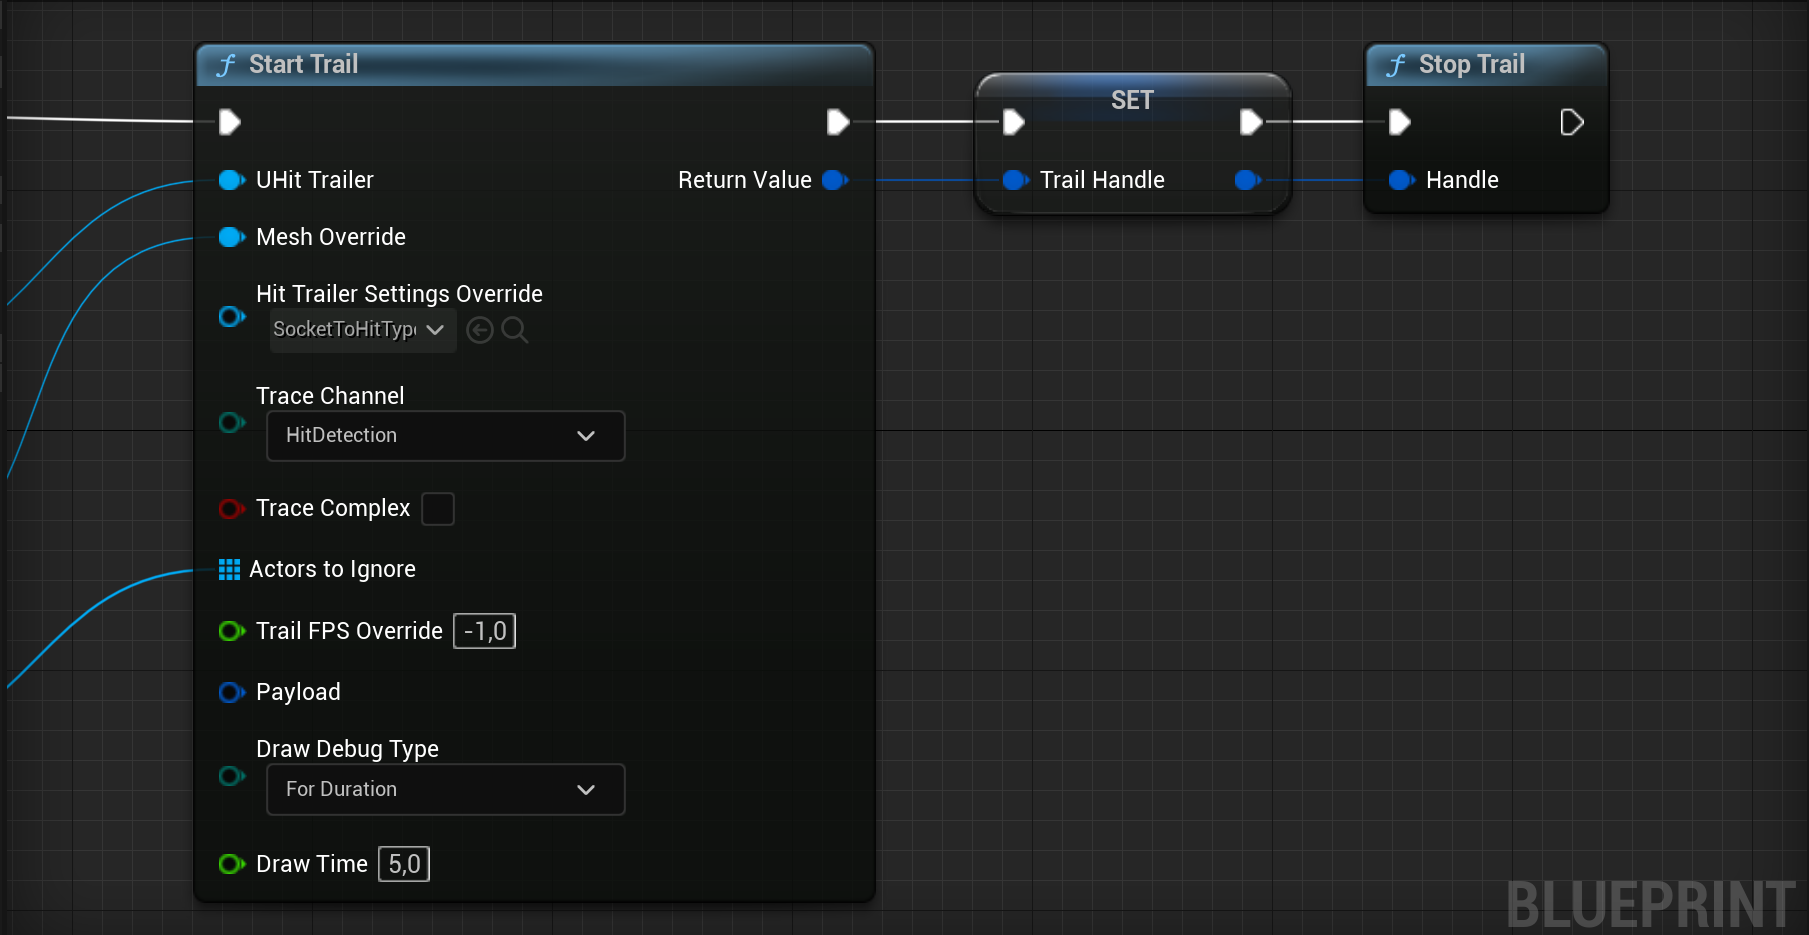 Start Trail
UHit Trailer
Return Value
Mesh Override
Hit Trailer Settings Override
SocketToHitTyp
Trace Channel
HitDetection
Trace Complex
Actors to Ignore
Trail FPS Override -1,0
Payload
Draw Debug Type
For Duration
Draw Time 5,0
SET
Trail Handle
Stop Trail
Handle
BLUEPRINT